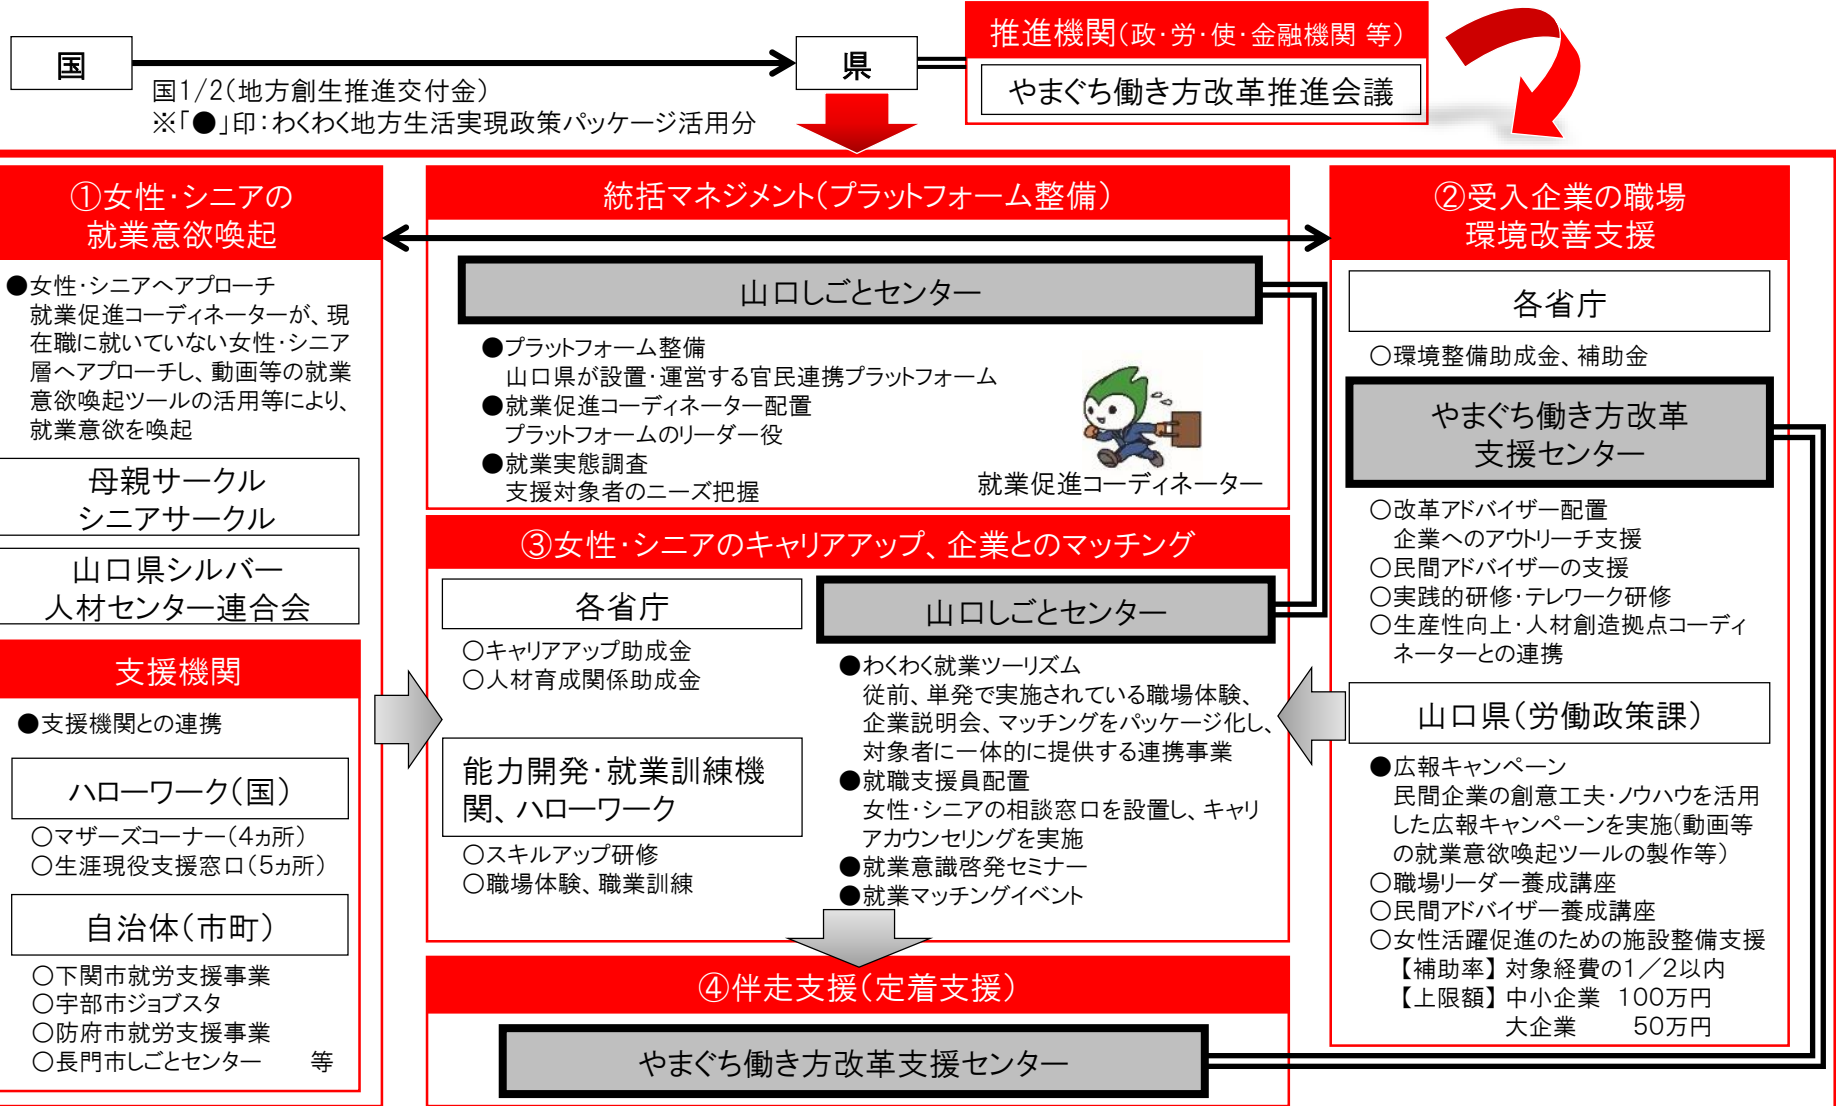 国
国1/2(地方創生推進交付金)
※「●」印:わくわく地方生活実現政策パッケージ活用分
県
推進機関(政・労・使・金融機関 等)
やまぐち働き方改革推進会議
①女性・シニアの
就業意欲喚起
●女性・シニアへアプローチ
就業促進コーディネーターが、現
在職に就いていない女性・シニア
層へアプローチし、動画等の就業
意欲喚起ツールの活用等により、
就業意欲を喚起
母親サークル
シニアサークル
山口県シルバー
人材センター連合会
支援機関
●支援機関との連携
ハローワーク(国)
○マザーズコーナー(4ヵ所)
○生涯現役支援窓口(5ヵ所)
自治体(市町)
○下関市就労支援事業
○宇部市ジョブスタ
○防府市就労支援事業
○長門市しごとセンター 等
統括マネジメント(プラットフォーム整備)
山口しごとセンター
●プラットフォーム整備
山口県が設置・運営する官民連携プラットフォーム
●就業促進コーディネーター配置
プラットフォームのリーダー役
●就業実態調査
支援対象者のニーズ把握
就業促進コーディネーター
③女性・シニアのキャリアアップ、企業とのマッチング
各省庁
○キャリアアップ助成金
○人材育成関係助成金
能力開発・就業訓練機
関、ハローワーク
○スキルアップ研修
○職場体験、職業訓練
山口しごとセンター
●わくわく就業ツーリズム
従前、単発で実施されている職場体験、
企業説明会、マッチングをパッケージ化し、
対象者に一体的に提供する連携事業
●就職支援員配置
女性・シニアの相談窓口を設置し、キャリ
アカウンセリングを実施
●就業意識啓発セミナー
●就業マッチングイベント
④伴走支援(定着支援)
やまぐち働き方改革支援センター
②受入企業の職場
環境改善支援
各省庁
○環境整備助成金、補助金
やまぐち働き方改革
支援センター
○改革アドバイザー配置
企業へのアウトリーチ支援
○民間アドバイザーの支援
○実践的研修・テレワーク研修
○生産性向上・人材創造拠点コーディ
ネーターとの連携
山口県(労働政策課)
●広報キャンペーン
民間企業の創意工夫・ノウハウを活用
した広報キャンペーンを実施(動画等
の就業意欲喚起ツールの製作等)
○職場リーダー養成講座
○民間アドバイザー養成講座
○女性活躍促進のための施設整備支援
【補助率】対象経費の1/2以内
【上限額】中小企業 100万円
大企業 50万円